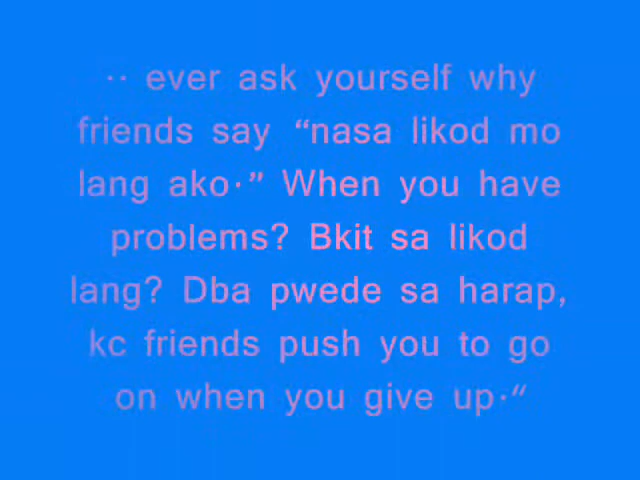 ·· ever ask yourself why
friends say “nasa likod mo
lang ako·” When you have
problems? Bkit sa likod
lang? Dba pwede sa harap,
kc friends push you to go
on when you give up·“